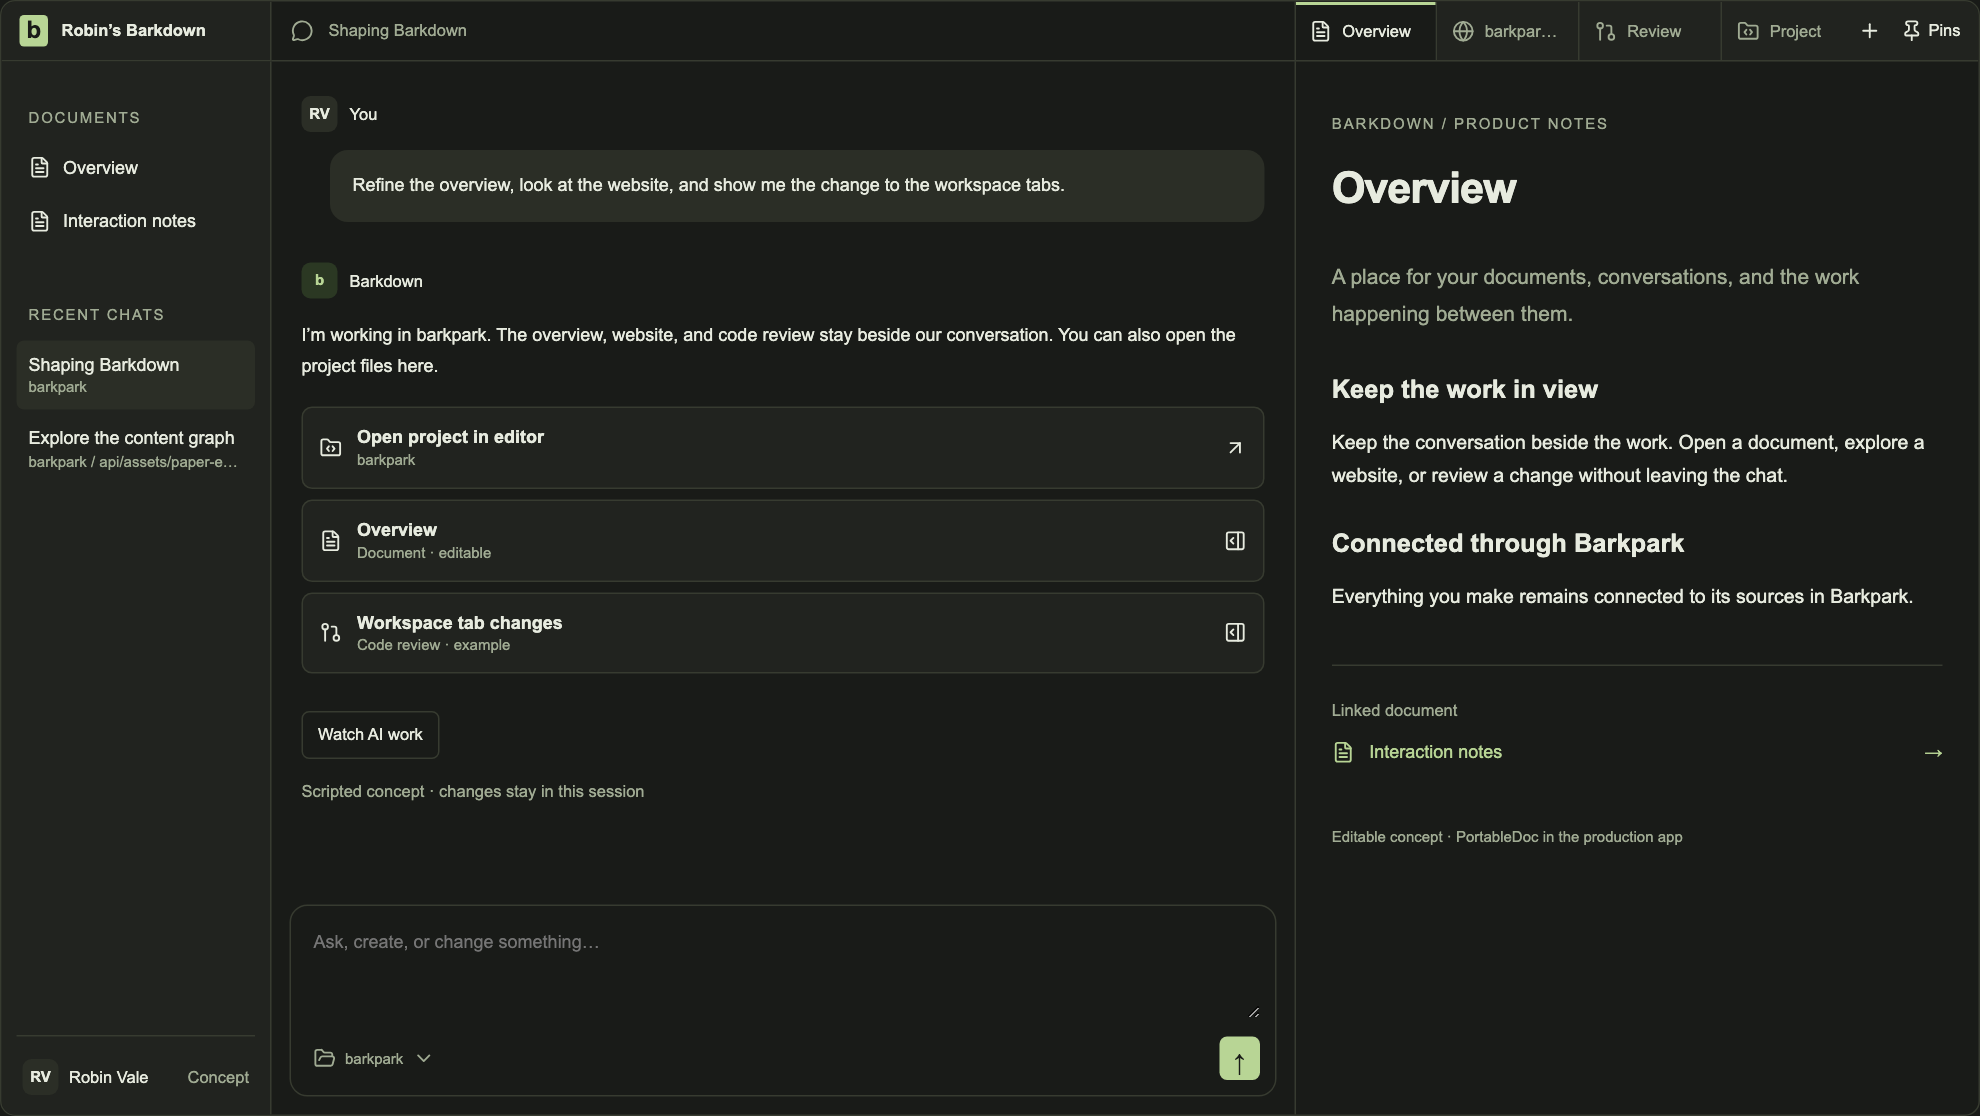 b Robin’s Barkdown
DOCUMENTS
Overview
Interaction notes
RECENT CHATS
Shaping Barkdown
barkpark
Explore the content graph
barkpark / api/assets/paper-e…
RV Robin Vale Concept
Shaping Barkdown
RV You
Refine the overview, look at the website, and show me the change to the workspace tabs.
b Barkdown
I’m working in barkpark. The overview, website, and code review stay beside our conversation. You can also open the
project files here.
Open project in editor
barkpark
Overview
Document · editable
Workspace tab changes
Code review · example
Watch AI work
Scripted concept · changes stay in this session
Ask, create, or change something…
barkpark
Overview barkpar… Review Project + Pins
BARKDOWN / PRODUCT NOTES
Overview
A place for your documents, conversations, and the work
happening between them.
Keep the work in view
Keep the conversation beside the work. Open a document, explore a
website, or review a change without leaving the chat.
Connected through Barkpark
Everything you make remains connected to its sources in Barkpark.
Linked document
Interaction notes →
Editable concept · PortableDoc in the production app